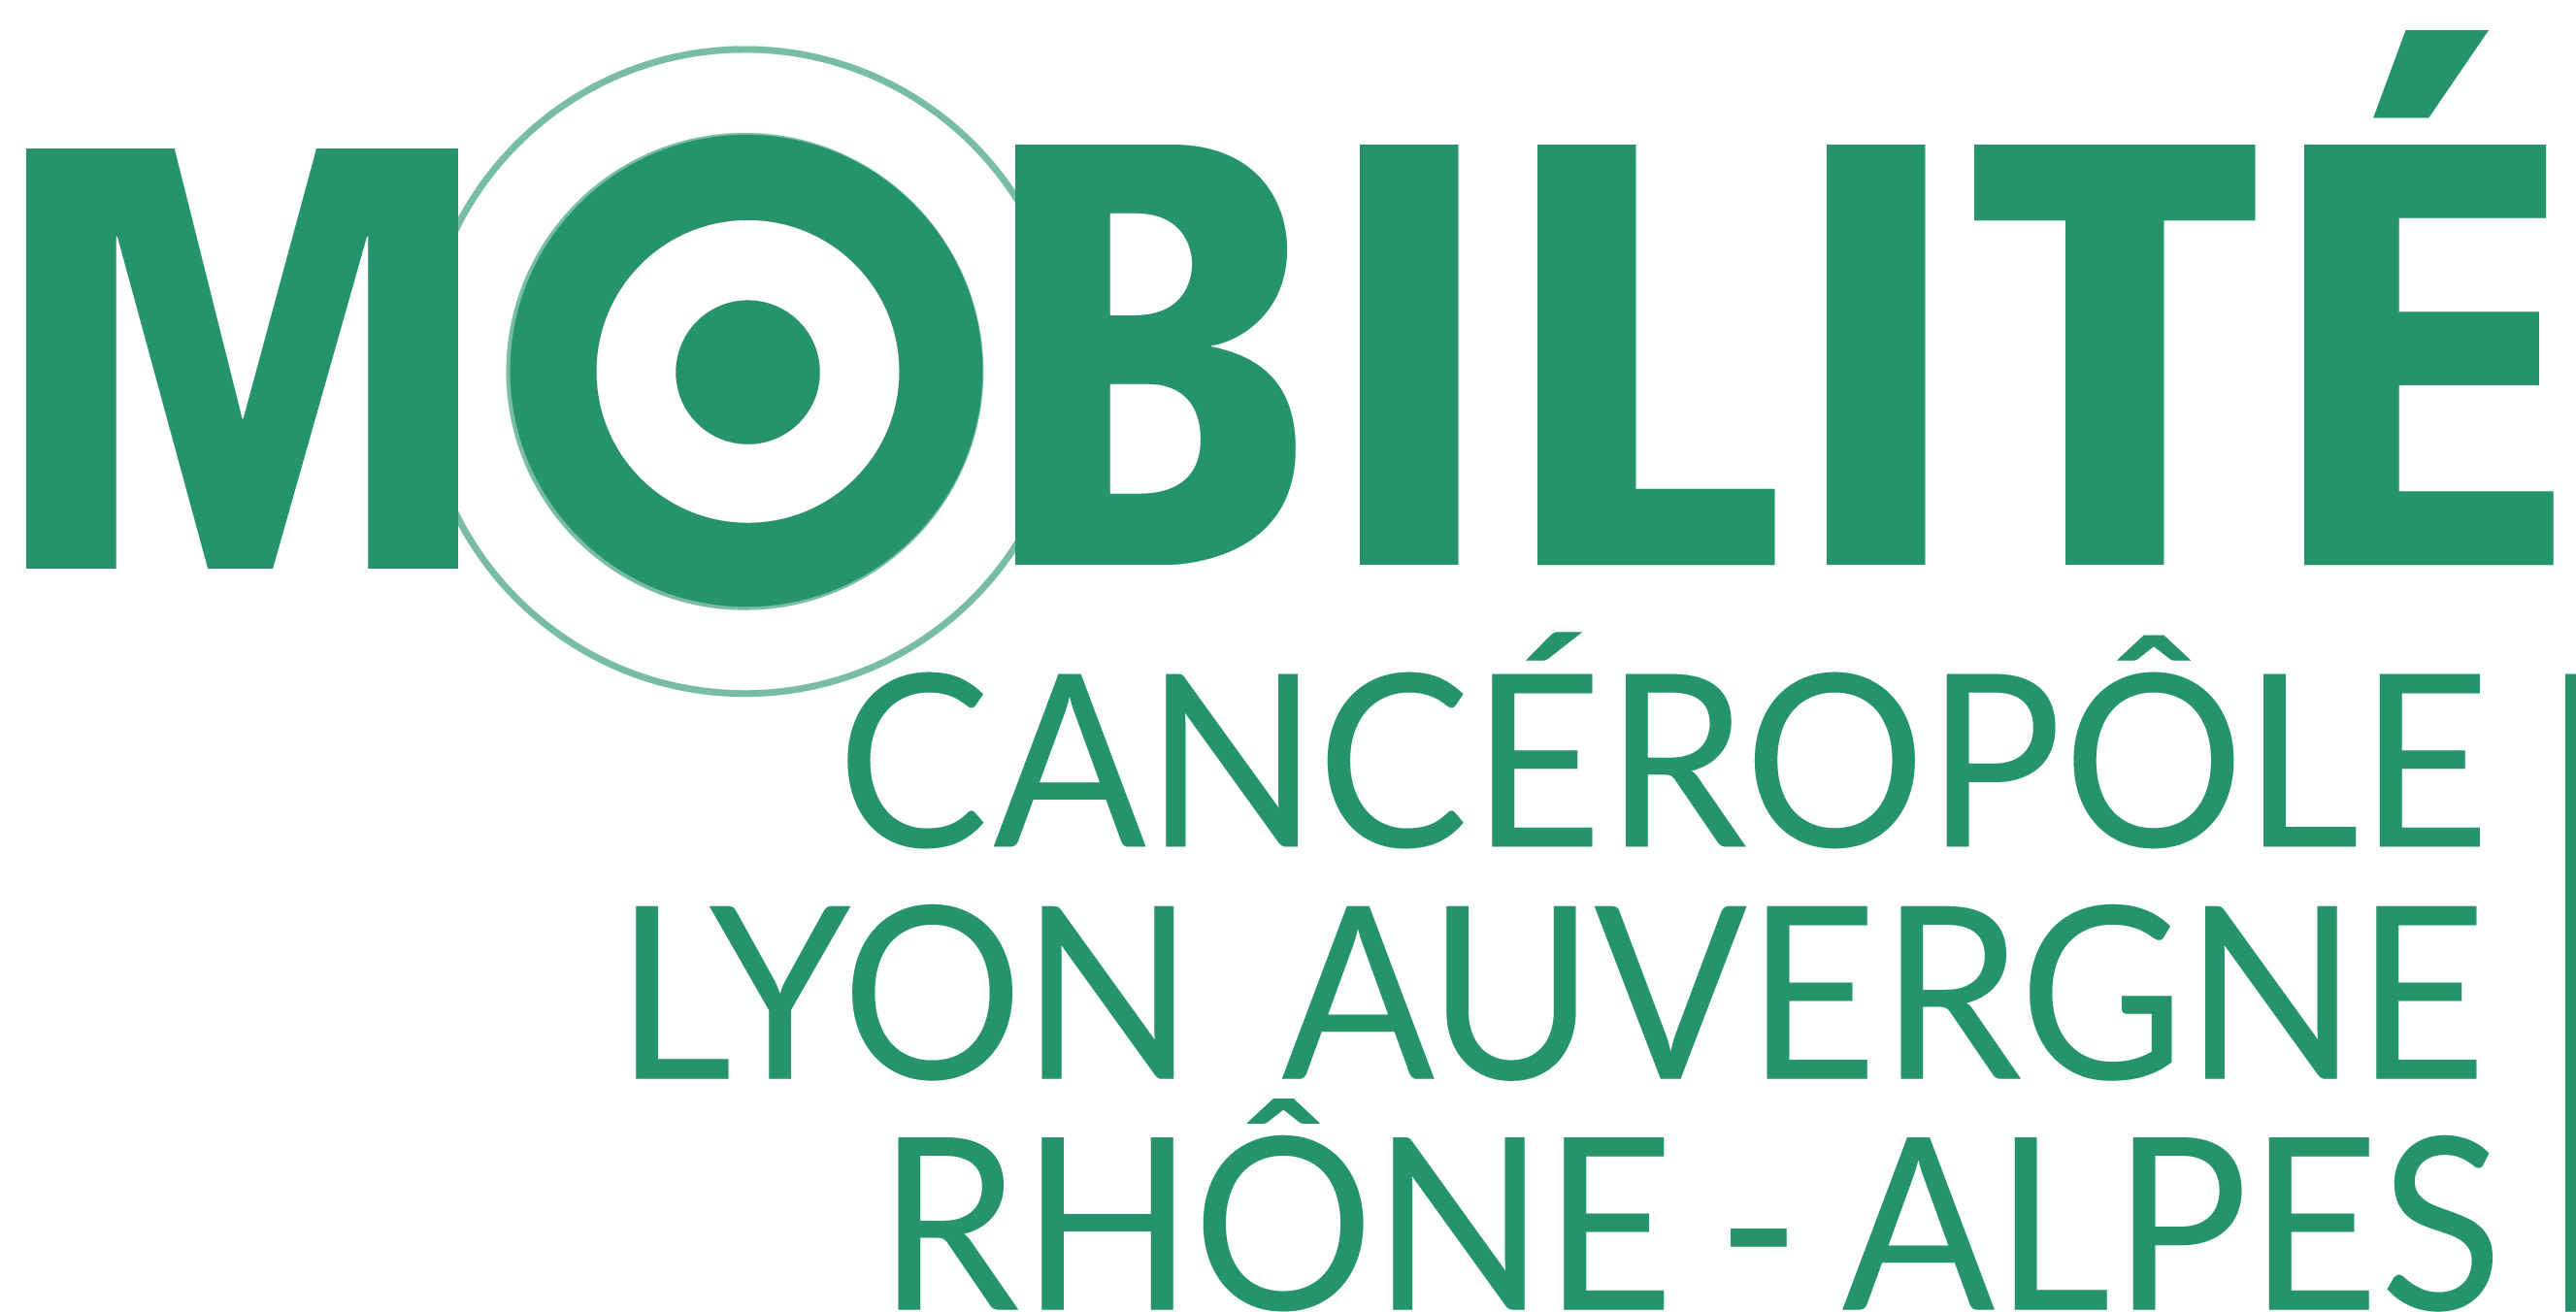 MOBILITÉ
CANCÉROPÔLE
LYON AUVERGNE
RHÔNE - ALPES